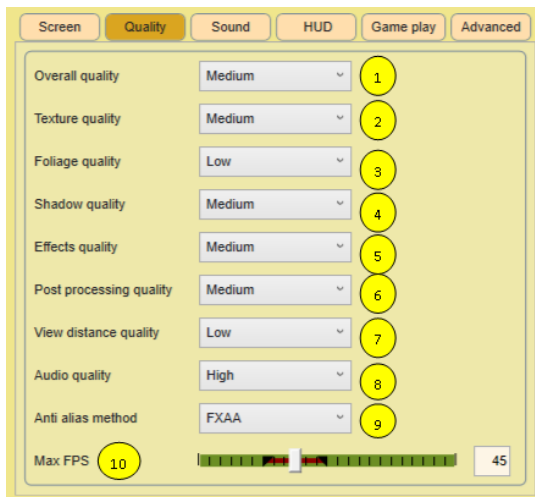 Screen Quality Sound HUD Game play Advanced
Overall quality Medium 1
Texture quality Medium 2
Foliage quality Low 3
Shadow quality Medium 4
Effects quality Medium 5
Post processing quality Medium 6
View distance quality Low 7
Audio quality High 8
Anti alias method FXAA 9
Max FPS 10 45